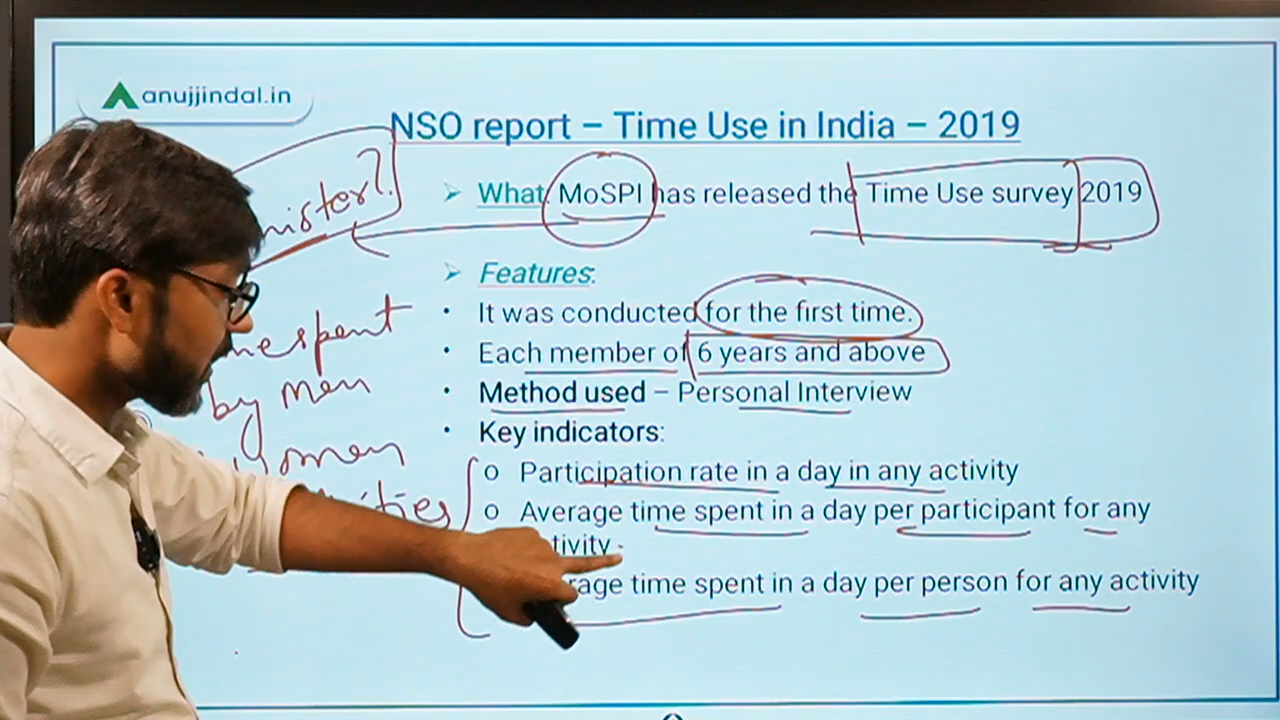 anujjindal.in
NSO report – Time Use in India – 2019
What MoSPI has released the Time Use survey 2019
Features:
• It was conducted for the first time.
• Each member of 6 years and above
• Method used – Personal Interview
• Key indicators:
o Participation rate in a day in any activity
o Average time spent in a day per participant for any
tivity
rage time spent in a day per person for any activity
nister?
nespent
by men
omen
ities